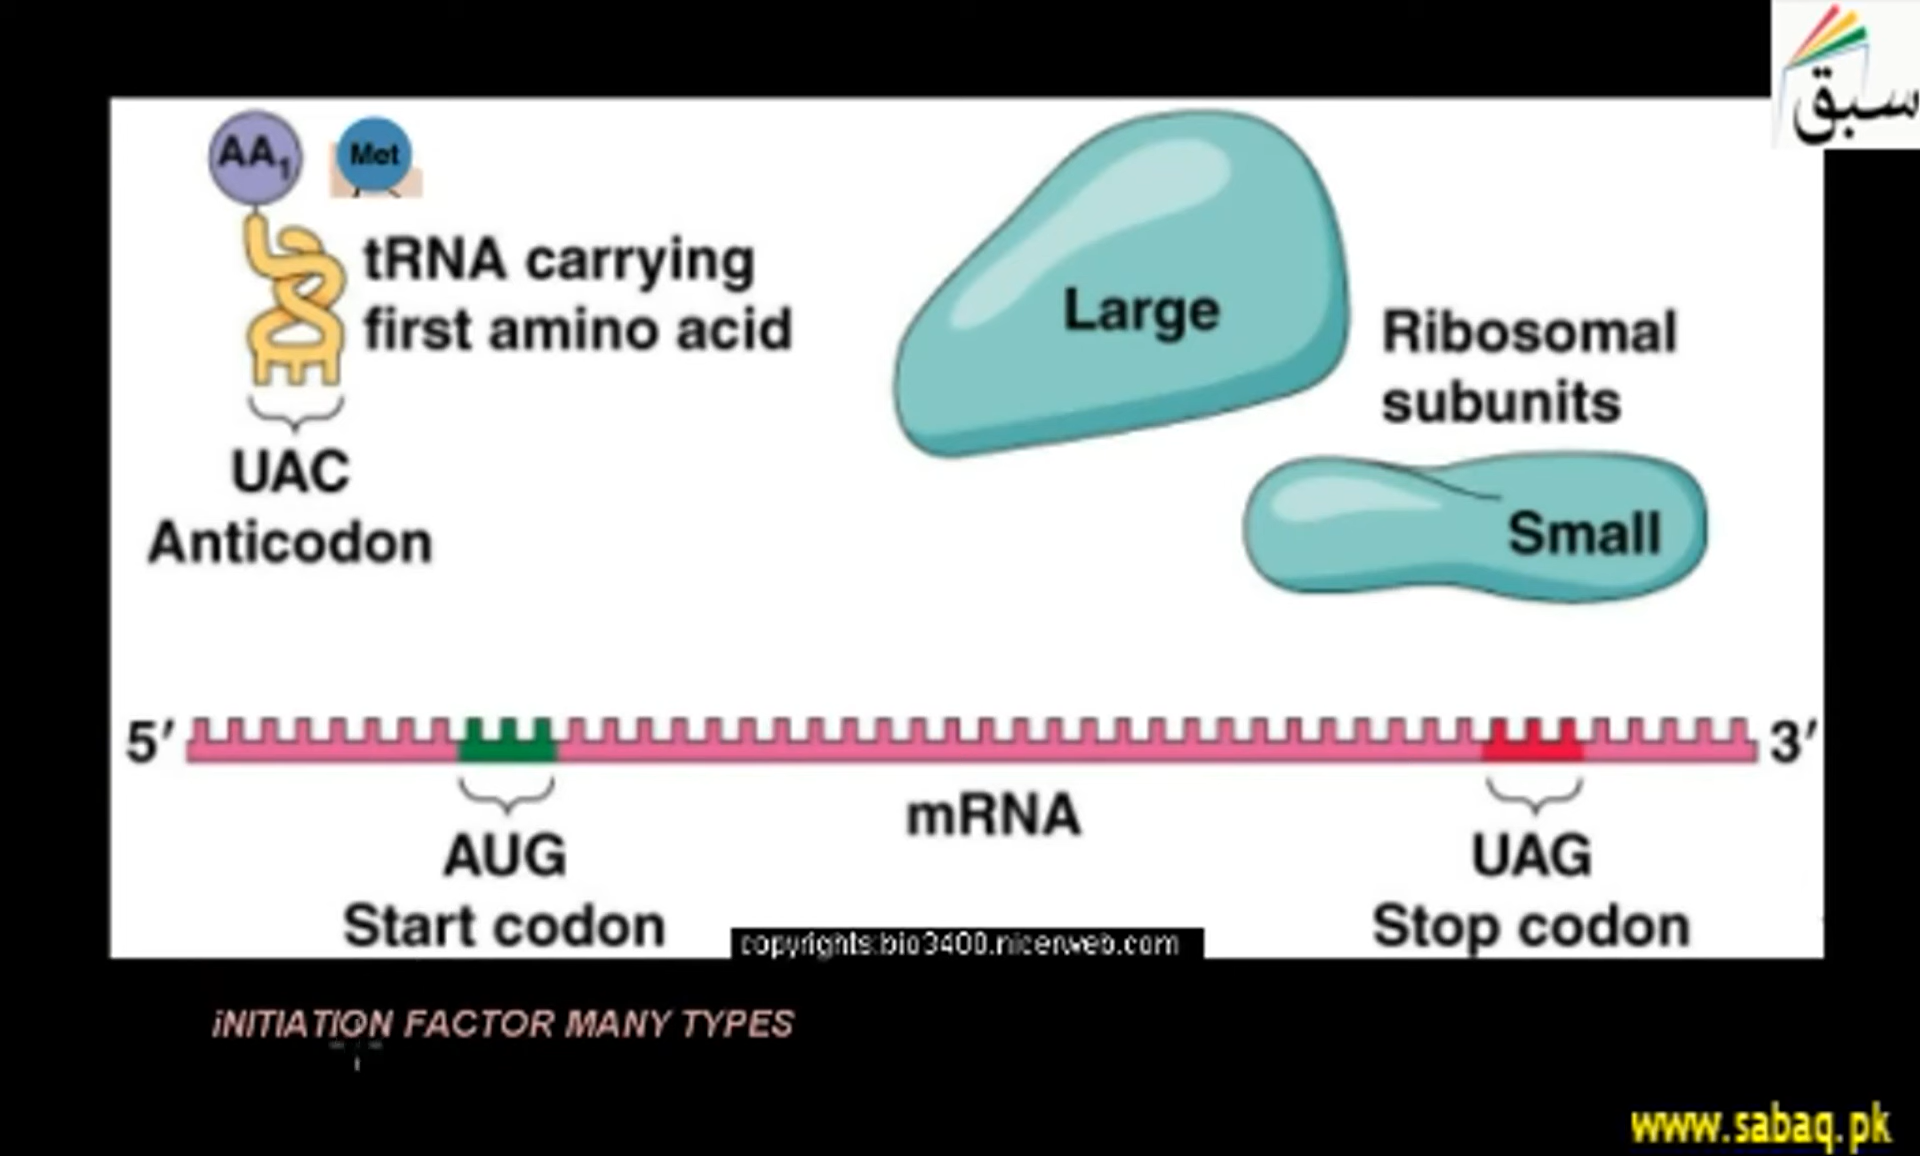 سبق
AA1
Met
tRNA carrying
first amino acid
UAC
Anticodon
Large
Ribosomal
subunits
Small
5′
3′
mRNA
AUG
Start codon
UAG
Stop codon
copyrights:bio3400.nicerweb.com
iNITIATION FACTOR MANY TYPES
www.sabaq.pk